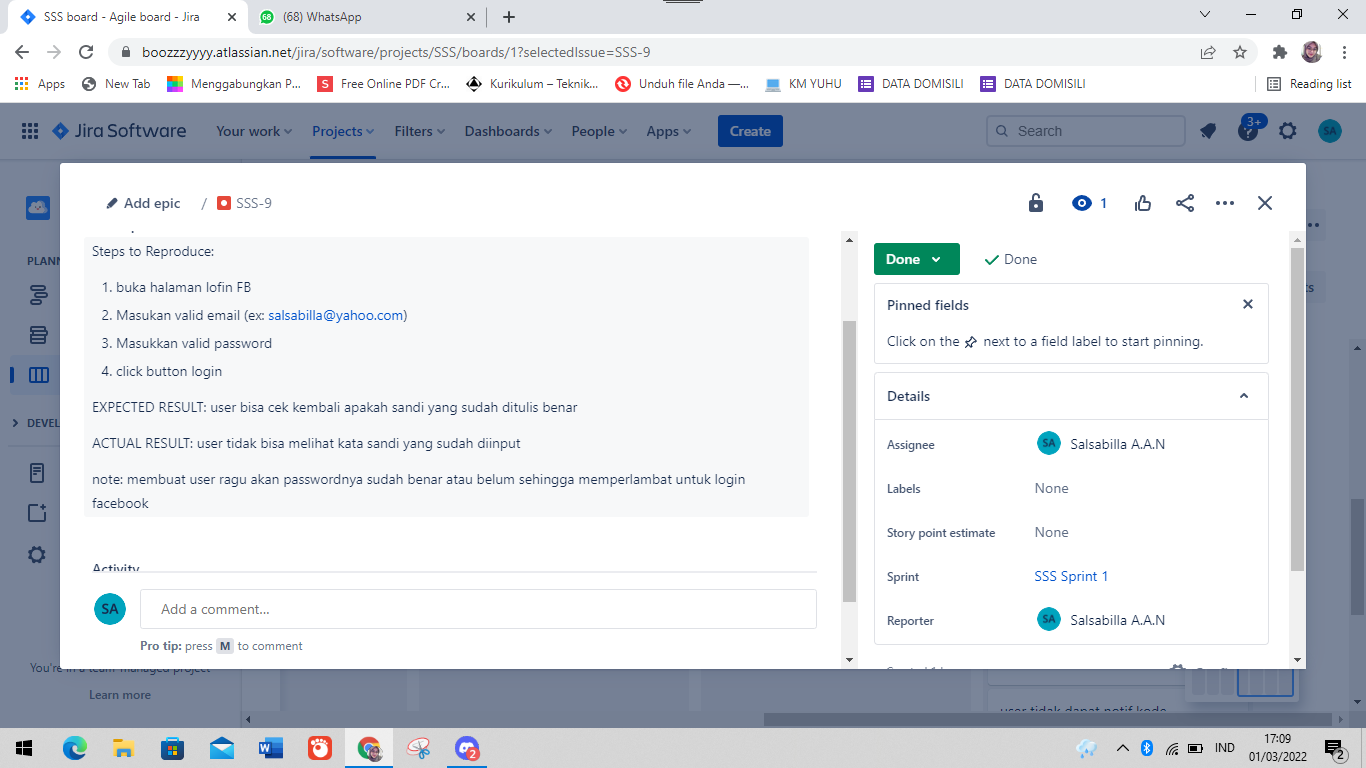 SSS board - Agile board - Jira
68
(68) WhatsApp
boozzzyyyy.atlassian.net/jira/software/projects/SSS/boards/1?selectedIssue=SSS-9
Apps
New Tab
Menggabungkan P...
S
Free Online PDF Cr...
Kurikulum – Teknik...
Unduh file Anda —...
KM YUHU
DATA DOMISILI
DATA DOMISILI
Reading list
Jira Software
Your work
Projects
Filters
Dashboards
People
Apps
Create
Search
3+
SA
PLANN
DEVEL
Add epic
/
SSS-9
1
Steps to Reproduce:
1. buka halaman lofin FB
2. Masukan valid email (ex: salsabilla@yahoo.com)
3. Masukkan valid password
4. click button login
EXPECTED RESULT: user bisa cek kembali apakah sandi yang sudah ditulis benar
ACTUAL RESULT: user tidak bisa melihat kata sandi yang sudah diinput
note: membuat user ragu akan passwordnya sudah benar atau belum sehingga memperlambat untuk login
facebook
Activity
SA
Add a comment...
Pro tip: press M to comment
Done
Done
Pinned fields
Click on the next to a field label to start pinning.
Details
Assignee
SA
Salsabilla A.A.N
Labels
None
Story point estimate
None
Sprint
SSS Sprint 1
Reporter
SA
Salsabilla A.A.N
You're in a team-managed project
Learn more
user tidak dapat notif kode
2
IND
17:09
01/03/2022
2